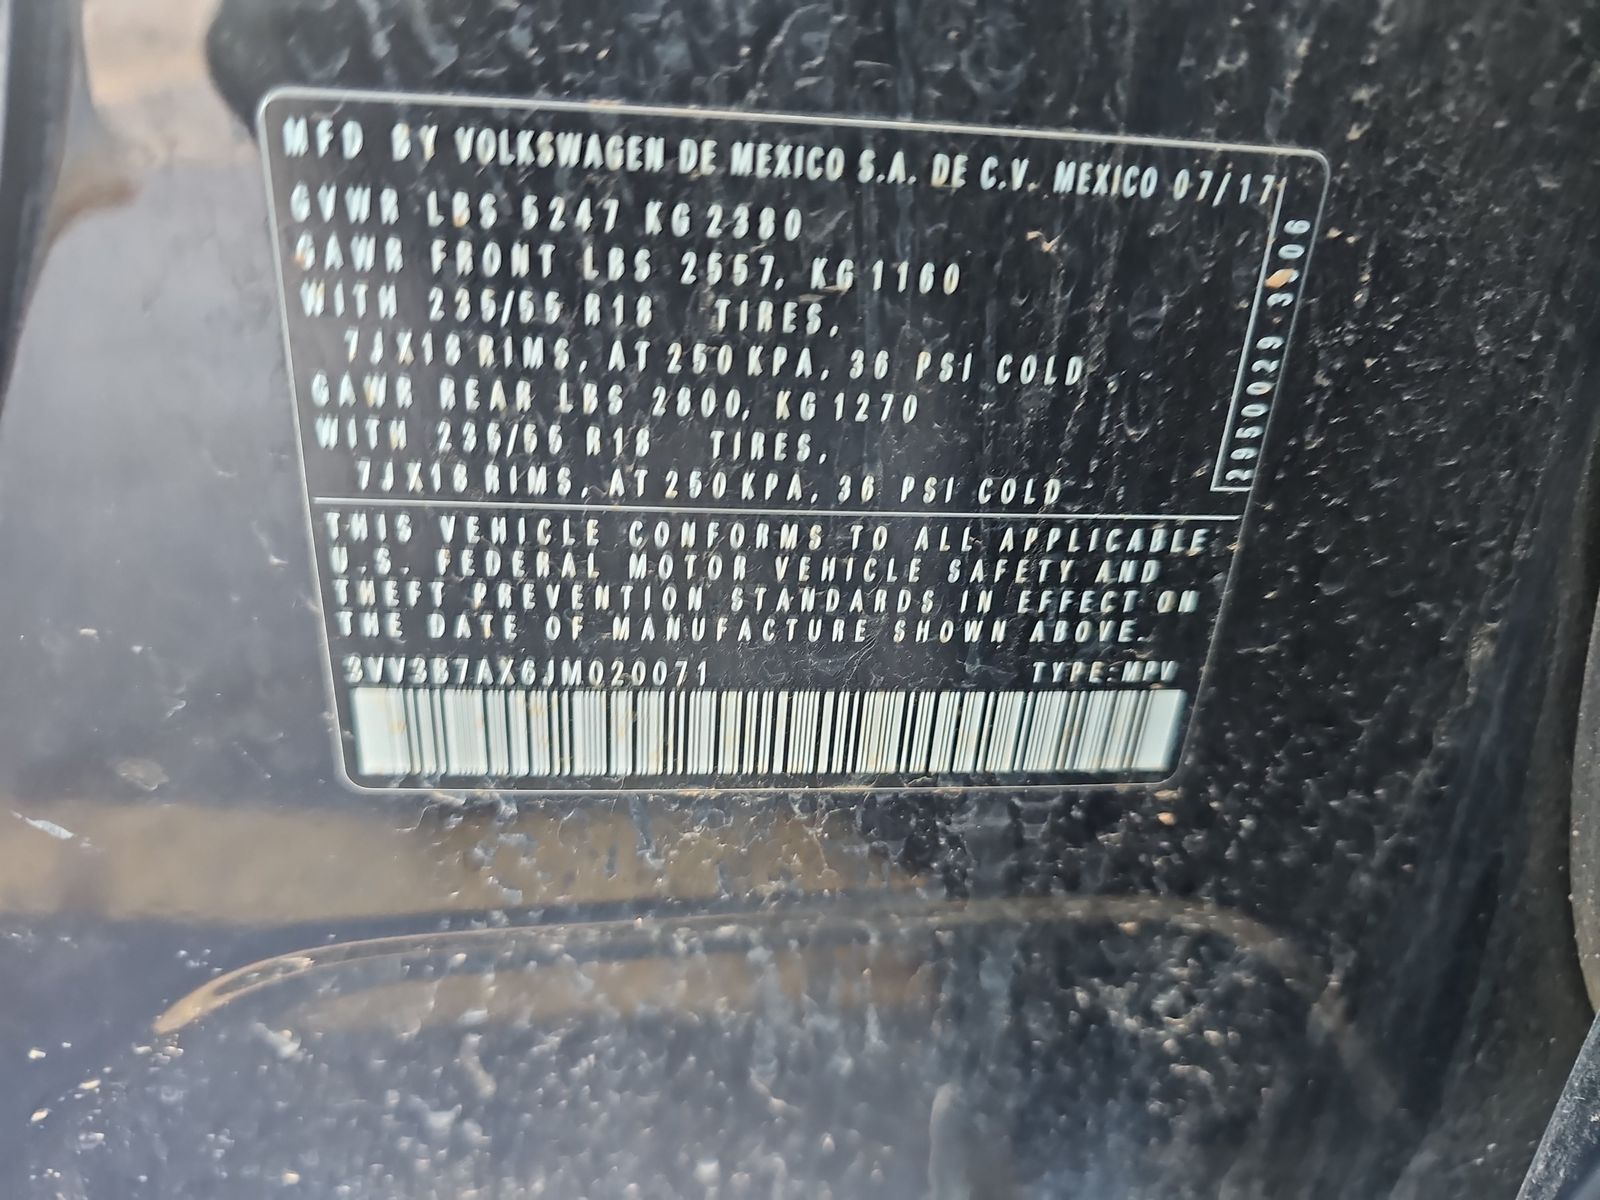 MFD BY VOLKSWAGEN DE MEXICO S.A. DE C.V. MEXICO 07/17
GVWR LBS 5247 KG 2380
GAWR FRONT LBS 2557, KG 1160
WITH 235/55 R18 TIRES,
7JX18 RIMS, AT 250 KPA, 36 PSI COLD
GAWR REAR LBS 2800, KG 1270
WITH 235/55 R18 TIRES,
7JX18 RIMS, AT 250 KPA, 36 PSI COLD
THIS VEHICLE CONFORMS TO ALL APPLICABLE
U.S. FEDERAL MOTOR VEHICLE SAFETY AND
THEFT PREVENTION STANDARDS IN EFFECT ON
THE DATE OF MANUFACTURE SHOWN ABOVE.
3VV3B7AX6JM020071 TYPE:MPV
2950029